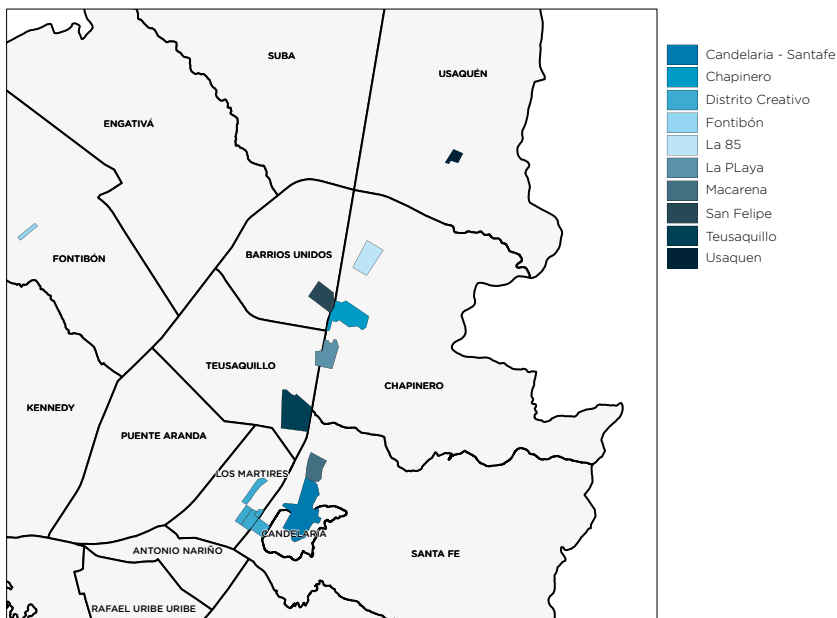 SUBA
USAQUÉN
ENGATIVÁ
FONTIBÓN
BARRIOS UNIDOS
TEUSAQUILLO
CHAPINERO
KENNEDY
PUENTE ARANDA
LOS MARTIRES
CANDELARIA
ANTONIO NARIÑO
SANTA FE
RAFAEL URIBE URIBE
Candelaria - Santafe
Chapinero
Distrito Creativo
Fontibón
La 85
La PLaya
Macarena
San Felipe
Teusaquillo
Usaquen